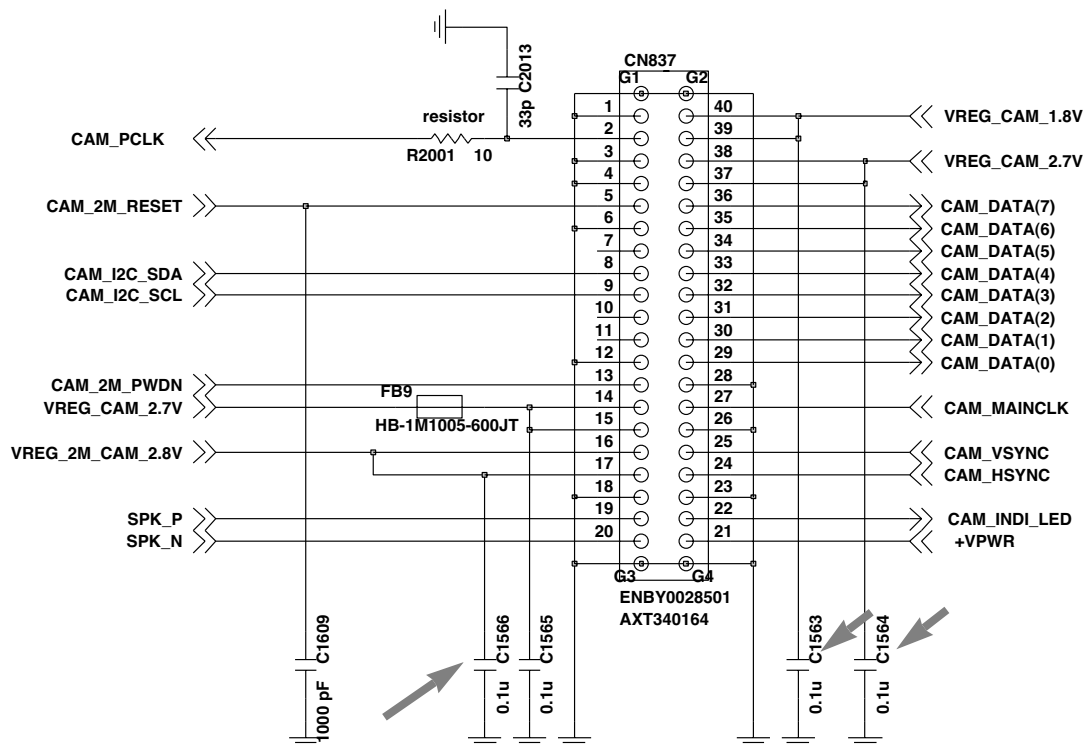 CN837
G1 G2
C2013
33p
resistor
R2001 10
CAM_PCLK
CAM_2M_RESET
CAM_I2C_SDA
CAM_I2C_SCL
CAM_2M_PWDN
VREG_CAM_2.7V
VREG_2M_CAM_2.8V
SPK_P
SPK_N
FB9
HB-1M1005-600JT
1
2
3
4
5
6
7
8
9
10
11
12
13
14
15
16
17
18
19
20
40
39
38
37
36
35
34
33
32
31
30
29
28
27
26
25
24
23
22
21
VREG_CAM_1.8V
VREG_CAM_2.7V
CAM_DATA(7)
CAM_DATA(6)
CAM_DATA(5)
CAM_DATA(4)
CAM_DATA(3)
CAM_DATA(2)
CAM_DATA(1)
CAM_DATA(0)
CAM_MAINCLK
CAM_VSYNC
CAM_HSYNC
CAM_INDI_LED
+VPWR
G3 G4
ENBY0028501
AXT340164
C1609
1000 pF
C1566
0.1u
C1565
0.1u
C1563
0.1u
C1564
0.1u